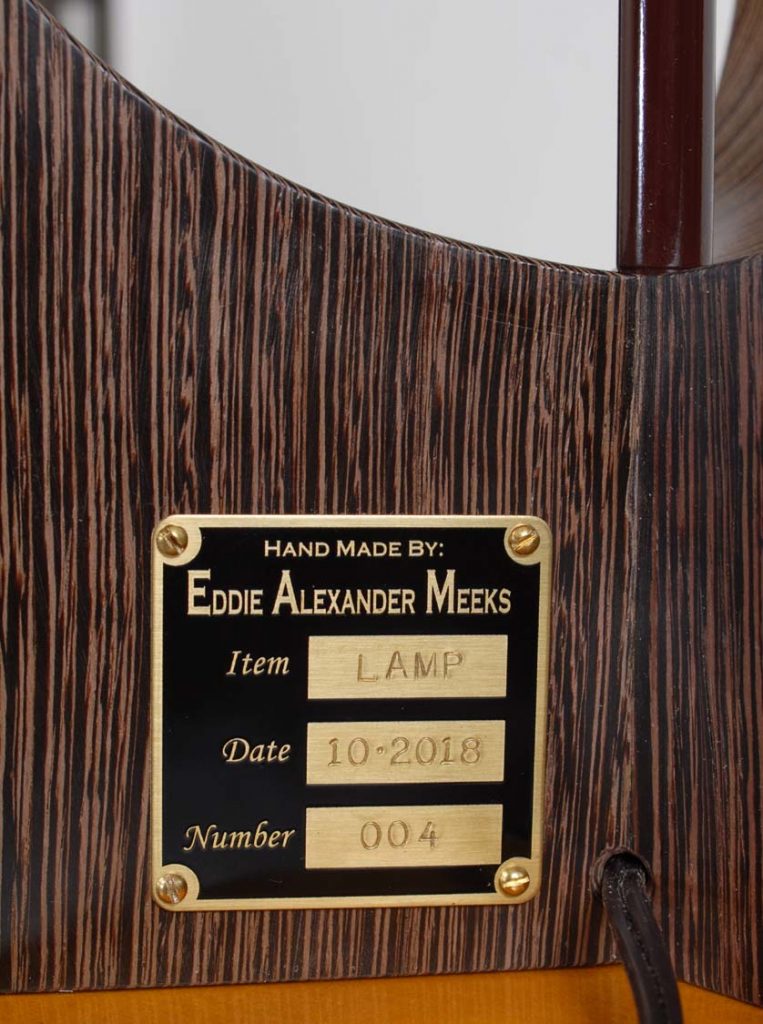 Hand Made By:
Eddie Alexander Meeks
Item LAMP
Date 10•2018
Number 004